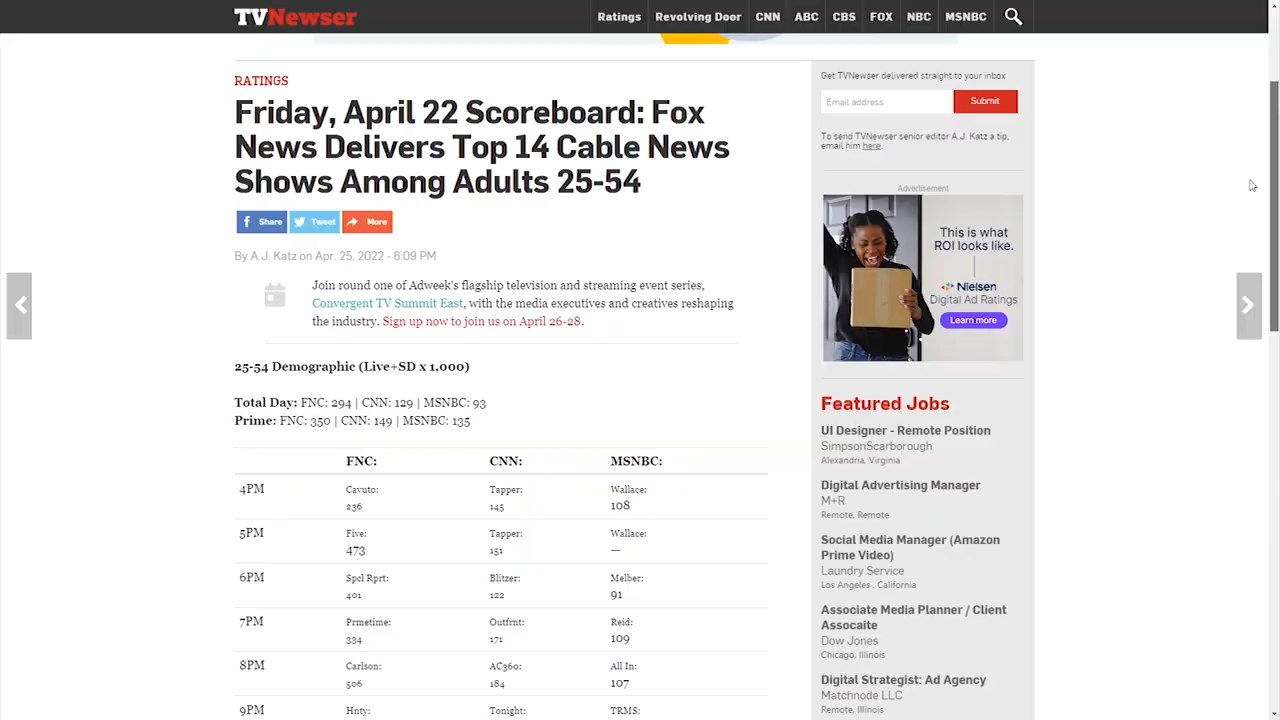 TVNewser
Ratings
Revolving Door
CNN
ABC
CBS
FOX
NBC
MSNBC
RATINGS
Friday, April 22 Scoreboard: Fox
News Delivers Top 14 Cable News
Shows Among Adults 25-54
Share
Tweet
More
By A.J. Katz on Apr. 25, 2022 - 6:09 PM
Join round one of Adweek's flagship television and streaming event series,
Convergent TV Summit East, with the media executives and creatives reshaping
the industry. Sign up now to join us on April 26-28.
25-54 Demographic (Live+SD x 1,000)
Total Day: FNC: 294 | CNN: 129 | MSNBC: 93
Prime: FNC: 350 | CNN: 149 | MSNBC: 135
FNC: CNN: MSNBC:
4PM Cavuto: Tapper: Wallace:
236 145 108
5PM Five: Tapper: Wallace:
473 151 —
6PM Spcl Rprt: Blitzer: Melber:
401 122 91
7PM Prmetime: Outfrnt: Reid:
334 171 109
8PM Carlson: AC360: All In:
506 184 107
9PM Hnty: Tonight: TRMS:
Get TVNewser delivered straight to your inbox
Email address
Submit
To send TVNewser senior editor A.J. Katz a tip,
email him here.
Advertisement
This is what
ROI looks like.
Nielsen
Digital Ad Ratings
Learn more
Featured Jobs
UI Designer - Remote Position
SimpsonScarborough
Alexandria, Virginia
Digital Advertising Manager
M+R
Remote, Remote
Social Media Manager (Amazon
Prime Video)
Laundry Service
Los Angeles , California
Associate Media Planner / Client
Assocaite
Dow Jones
Chicago, Illinois
Digital Strategist: Ad Agency
Matchnode LLC
Remote, Illinois